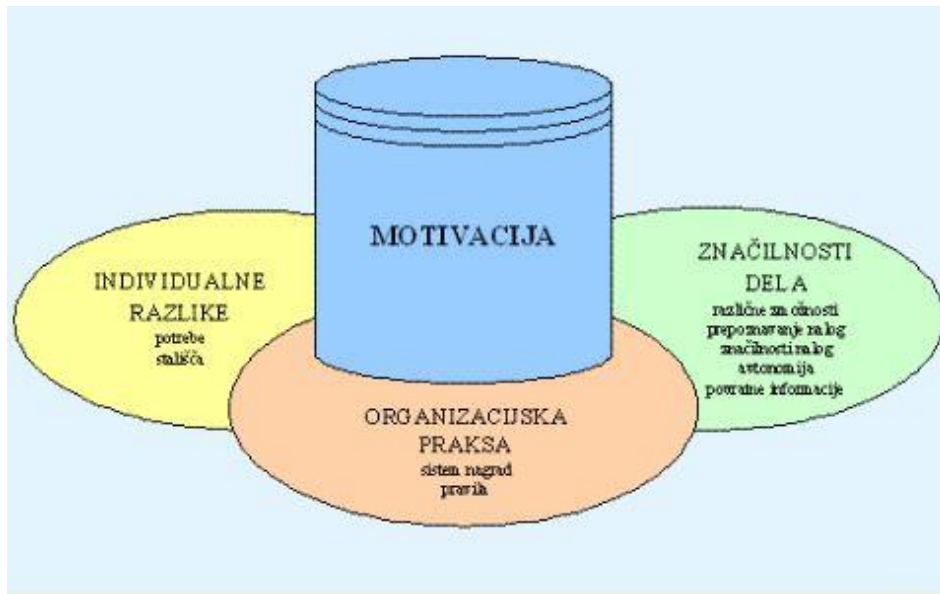 MOTIVACIJA
INDIVIDUALNE
RAZLIKE
potrebe
stališča
ORGANIZACIJSKA
PRAKSA
sistem nagrad
pravila
ZNAČILNOSTI
DELA
različne zmožnosti
prepoznavanje nalog
značilnosti nalog
avtonomija
povratne informacije